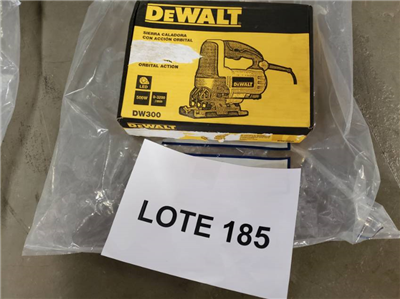 DEWALT
SIERRA CALADORA
CON ACCIÓN ORBITAL
ORBITAL ACTION
LED
DEWALT
DW300
LOTE 185